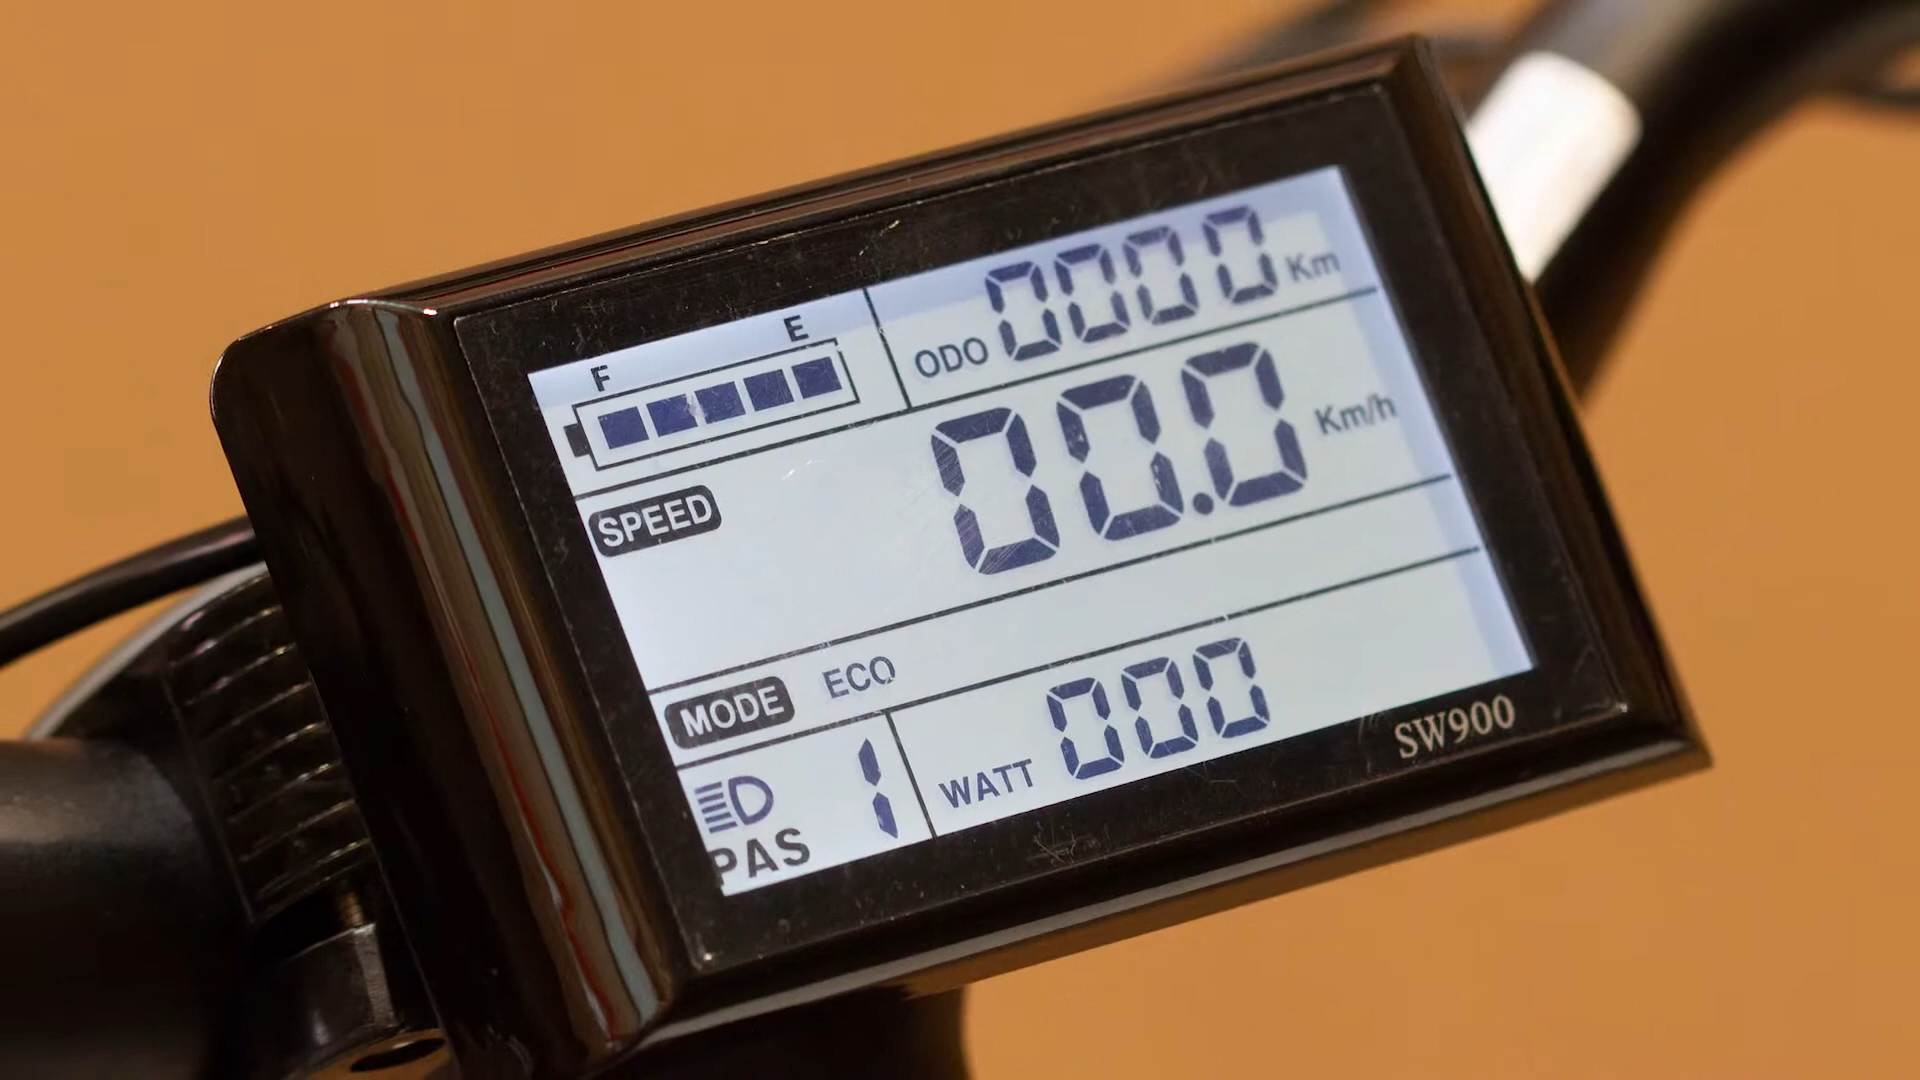 F E
ODO 0000 Km
SPEED 00.0 Km/h
MODE ECO
PAS 1 WATT 000
SW900